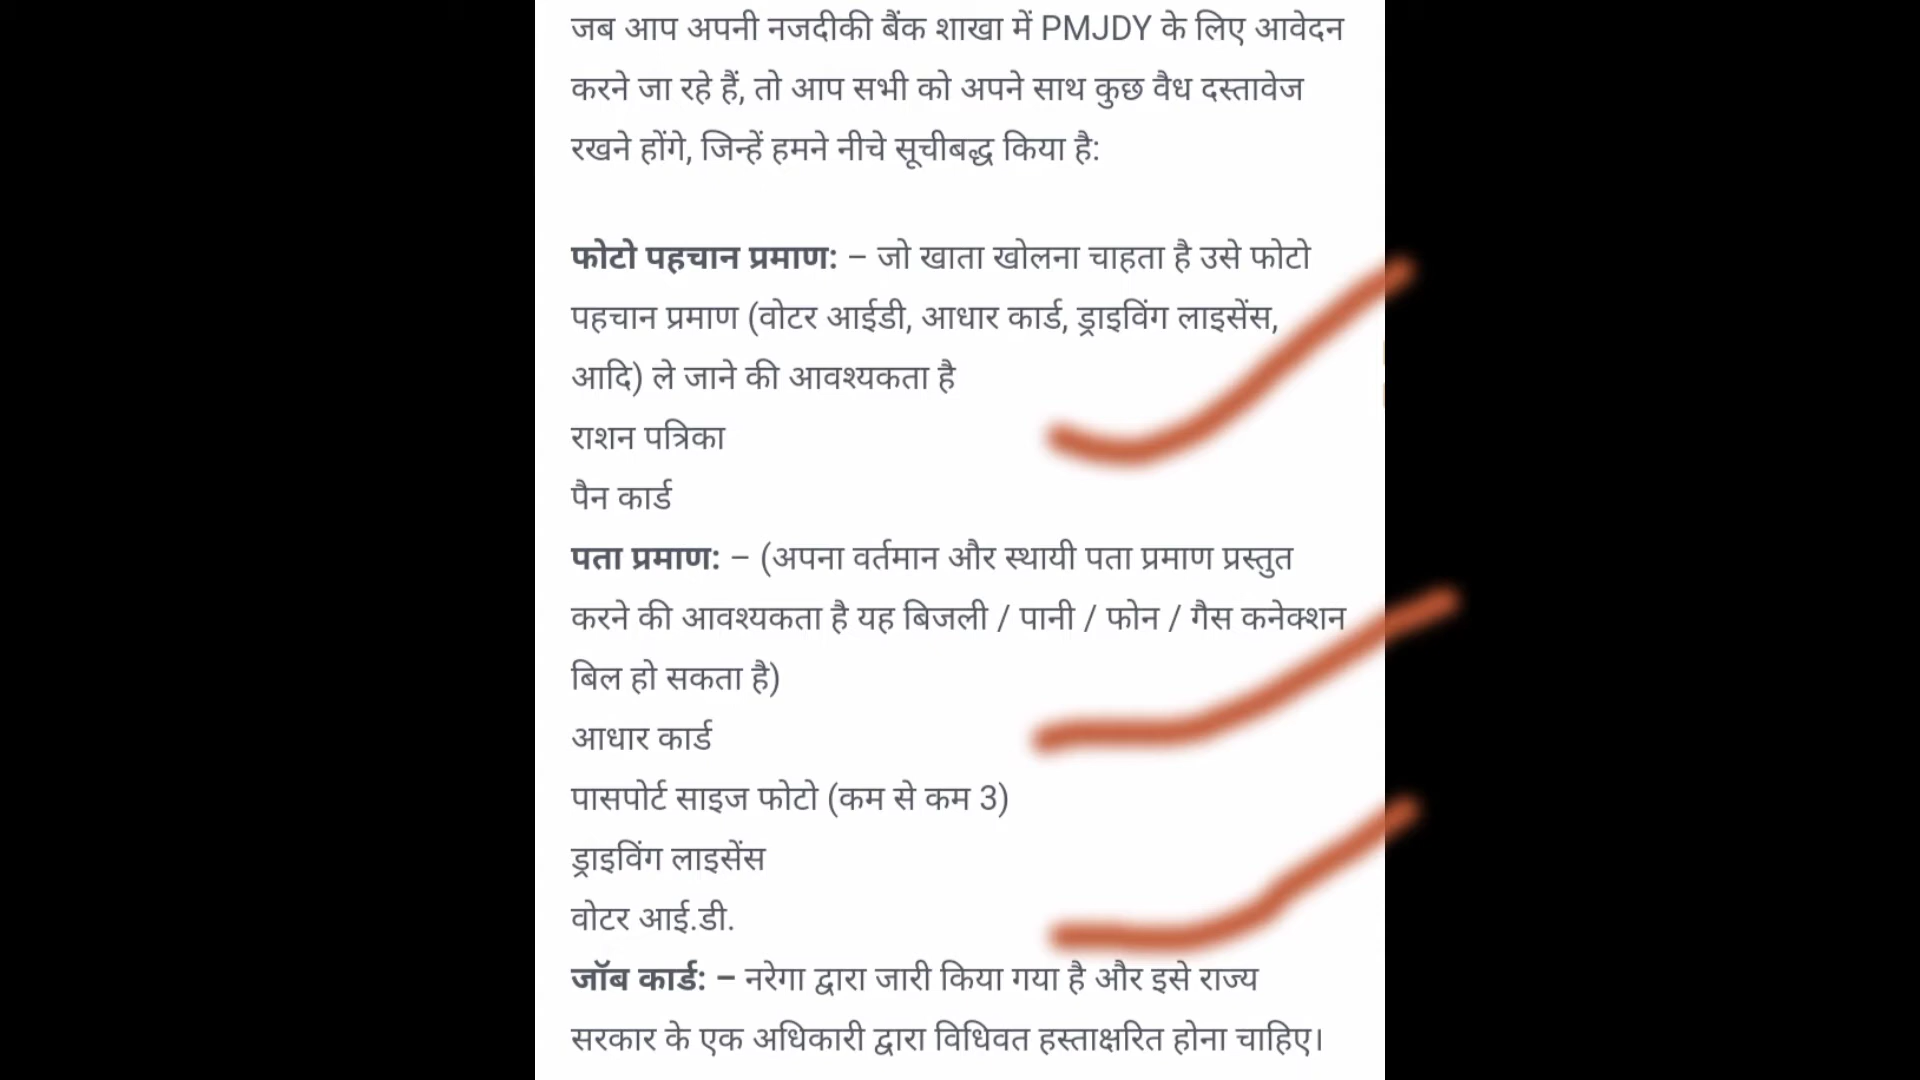 जब आप अपनी नजदीकी बैंक शाखा में PMJDY के लिए आवेदन
करने जा रहे हैं, तो आप सभी को अपने साथ कुछ वैध दस्तावेज
रखने होंगे, जिन्हें हमने नीचे सूचीबद्ध किया है:
फोटो पहचान प्रमाण: – जो खाता खोलना चाहता है उसे फोटो
पहचान प्रमाण (वोटर आईडी, आधार कार्ड, ड्राइविंग लाइसेंस,
आदि) ले जाने की आवश्यकता है
राशन पत्रिका
पैन कार्ड
पता प्रमाण: – (अपना वर्तमान और स्थायी पता प्रमाण प्रस्तुत
करने की आवश्यकता है यह बिजली / पानी / फोन / गैस कनेक्शन
बिल हो सकता है)
आधार कार्ड
पासपोर्ट साइज फोटो (कम से कम 3)
ड्राइविंग लाइसेंस
वोटर आई.डी.
जॉब कार्ड: – नरेगा द्वारा जारी किया गया है और इसे राज्य
सरकार के एक अधिकारी द्वारा विधिवत हस्ताक्षरित होना चाहिए।